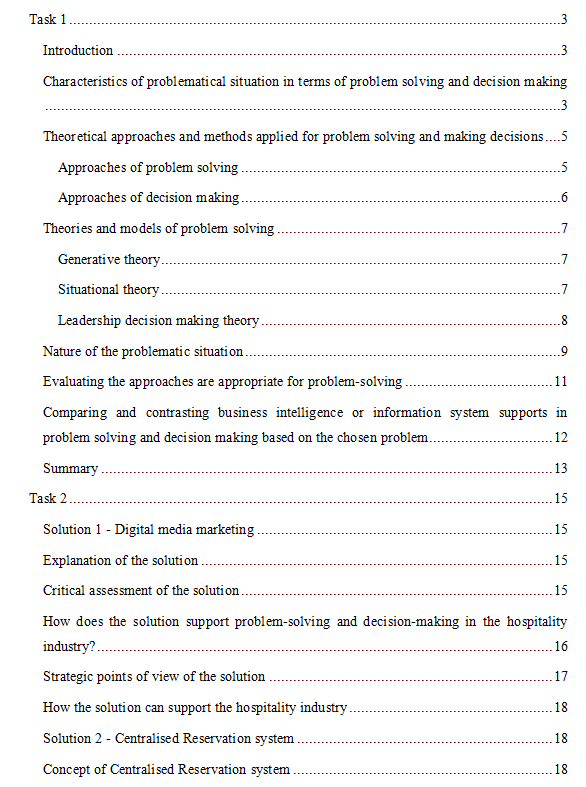 Task 1.......................................................................................................................3
Introduction ...........................................................................................................3
Characteristics of problematical situation in terms of problem solving and decision making
..............................................................................................................................3
Theoretical approaches and methods applied for problem solving and making decisions....5
Approaches of problem solving ..............................................................................5
Approaches of decision making..............................................................................6
Theories and models of problem solving .....................................................................7
Generative theory..................................................................................................7
Situational theory..................................................................................................7
Leadership decision making theory.........................................................................8
Nature of the problematic situation.............................................................................9
Evaluating the approaches are appropriate for problem-solving ....................................11
Comparing and contrasting business intelligence or information system supports in
problem solving and decision making based on the chosen problem..............................12
Summary ..............................................................................................................13
Task 2.....................................................................................................................15
Solution 1 - Digital media marketing ........................................................................15
Explanation of the solution ......................................................................................15
Critical assessment of the solution............................................................................15
How does the solution support problem-solving and decision-making in the hospitality
industry?...............................................................................................................16
Strategic points of view of the solution .....................................................................17
How the solution can support the hospitality industry .................................................18
Solution 2 - Centralised Reservation system ..............................................................18
Concept of Centralised Reservation system ...............................................................18